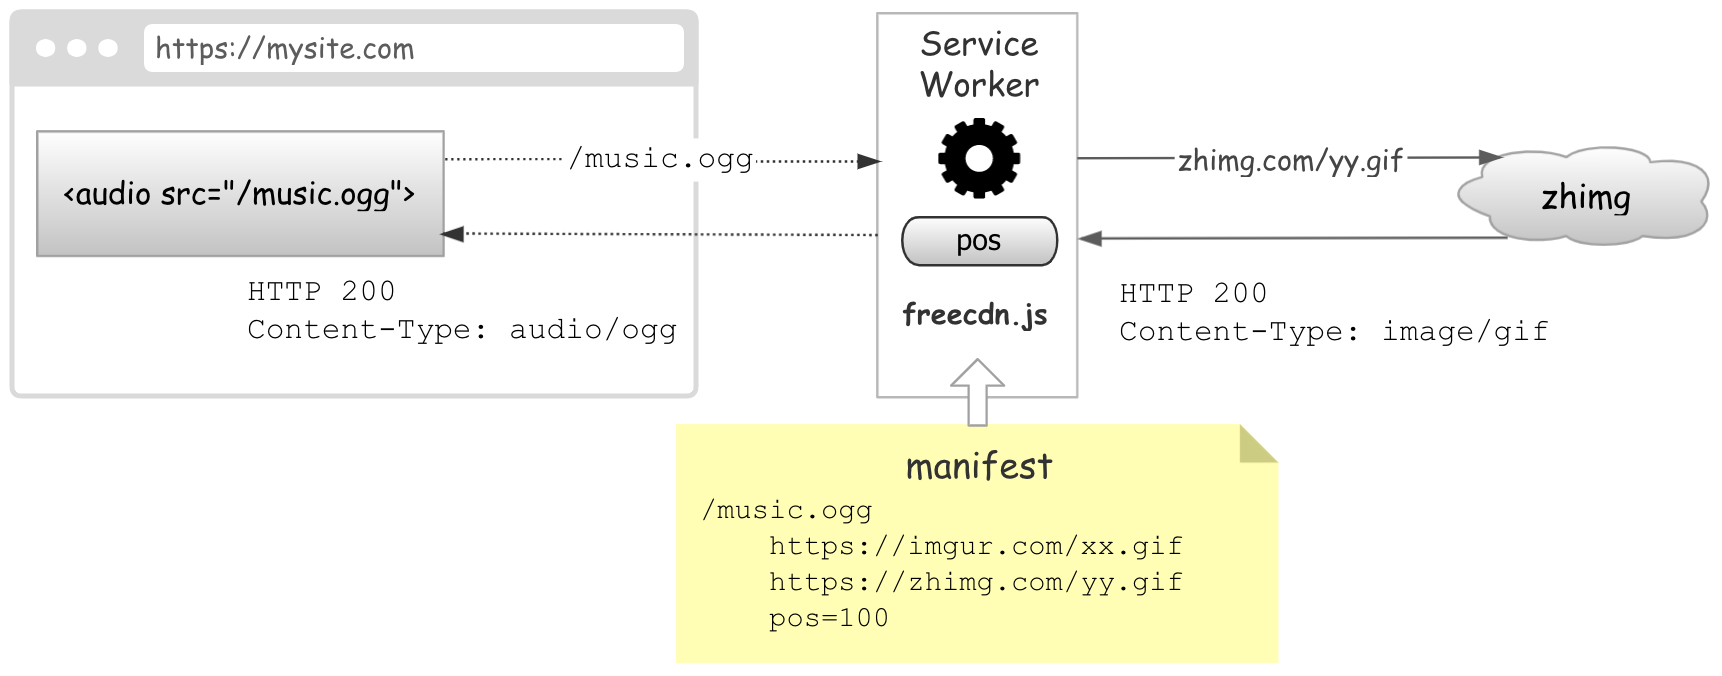 https://mysite.com
Service
Worker
<audio src="/music.ogg">
/music.ogg
zhimg.com/yy.gif
zhimg
pos
HTTP 200
Content-Type: audio/ogg
freecdn.js
HTTP 200
Content-Type: image/gif
manifest
/music.ogg
https://imgur.com/xx.gif
https://zhimg.com/yy.gif
pos=100